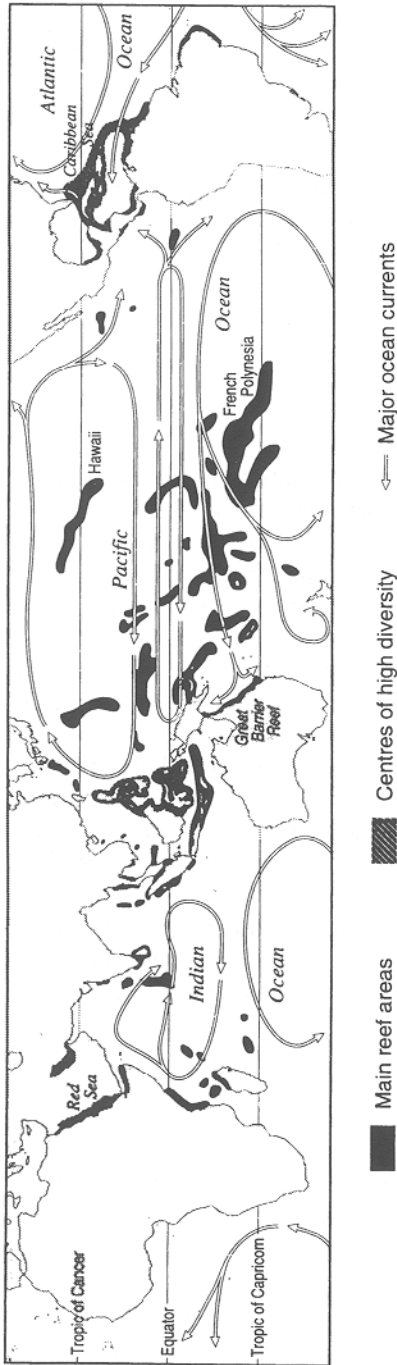 Tropic of Cancer
Equator
Tropic of Capricorn
Red
Sea
Indian
Ocean
Great
Barrier
Reef
Pacific
Hawaii
French
Polynesia
Ocean
Atlantic
Ocean
Caribbean
Sea
Main reef areas
Centres of high diversity
Major ocean currents